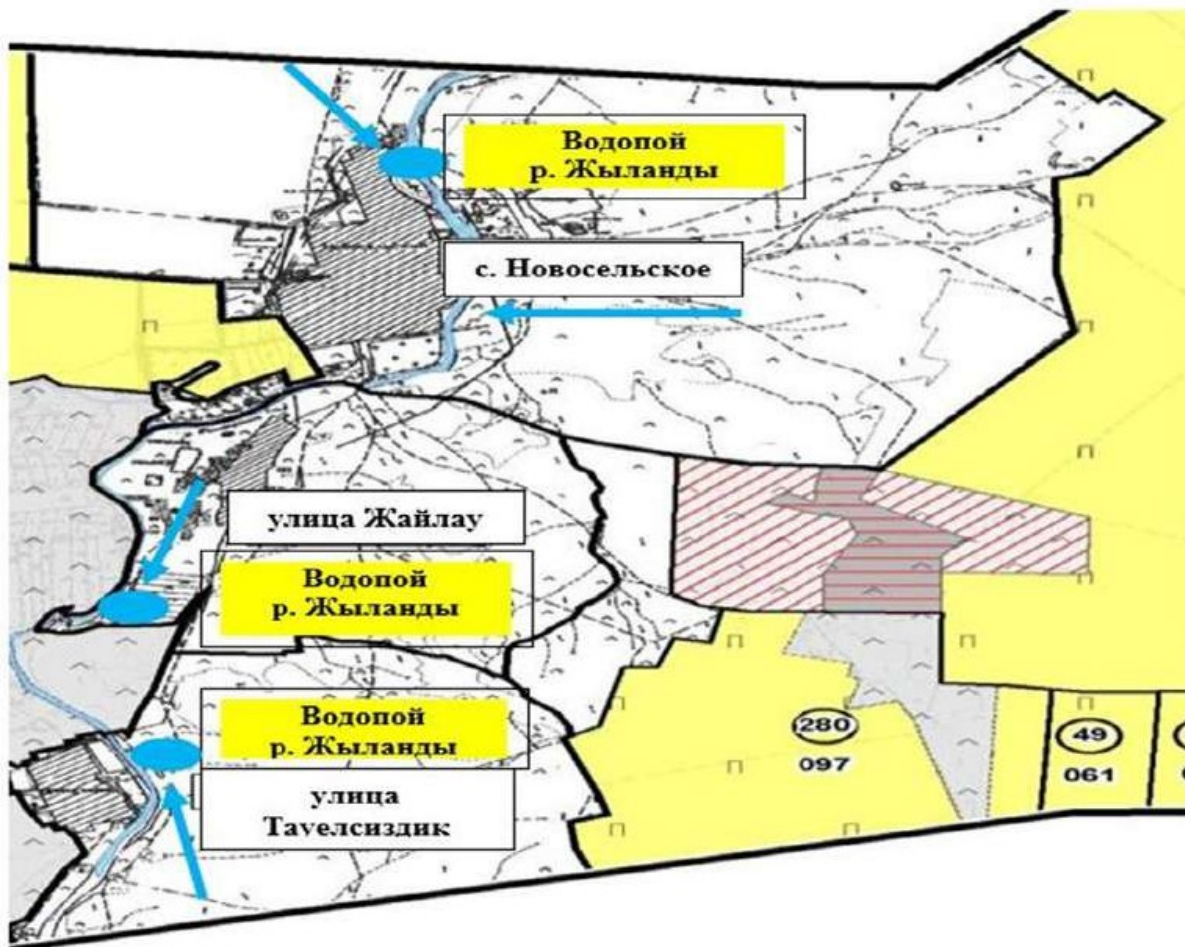 Водопой
р. Жыланды
с. Новосельское
улица Жайлау
Водопой
р. Жыланды
Водопой
р. Жыланды
улица
Тауелсиздик
280
097
49
061